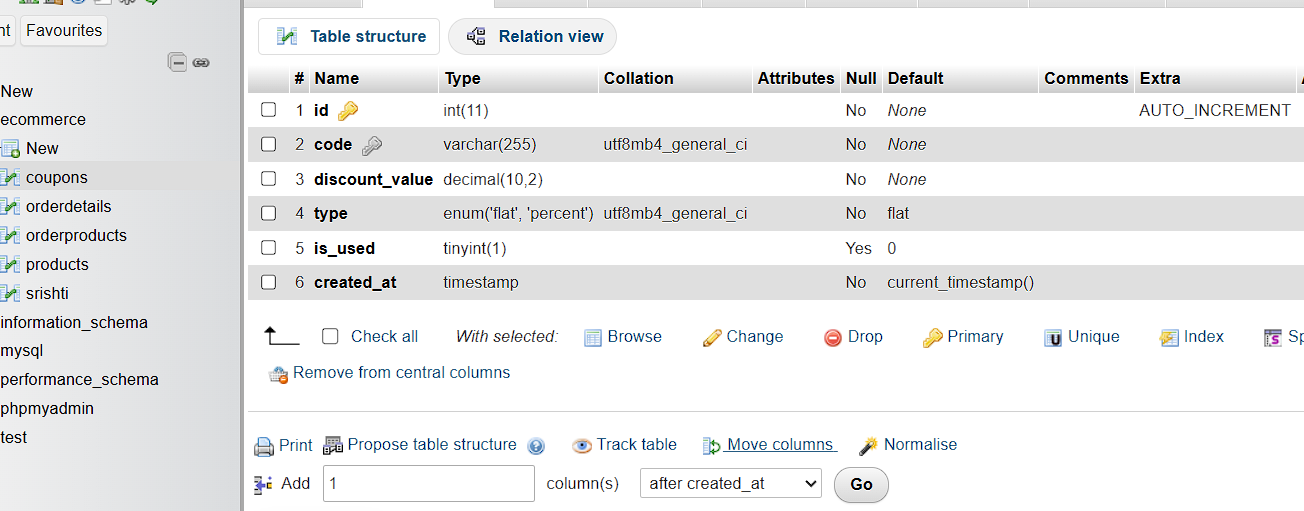 nt Favourites
New
ecommerce
New
coupons
orderdetails
orderproducts
products
srishti
information_schema
mysql
performance_schema
phpmyadmin
test
Table structure Relation view
# Name Type Collation Attributes Null Default Comments Extra
1 id int(11) No None AUTO_INCREMENT
2 code varchar(255) utf8mb4_general_ci No None
3 discount_value decimal(10,2) No None
4 type enum('flat', 'percent') utf8mb4_general_ci No flat
5 is_used tinyint(1) Yes 0
6 created_at timestamp No current_timestamp()
Check all With selected: Browse Change Drop Primary Unique Index Sp
Remove from central columns
Print Propose table structure Track table Move columns Normalise
Add 1 column(s) after created_at Go